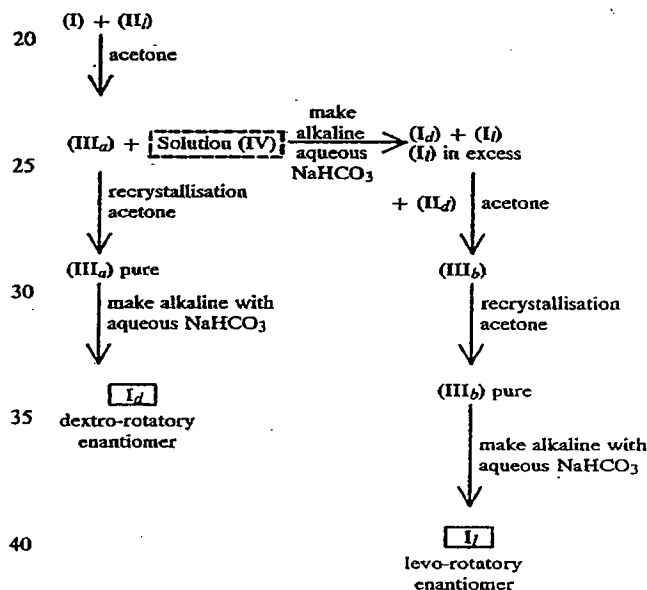 20
(I) + (IIl)
acetone
25
(IIIa) + Solution (IV)
make
alkaline
aqueous
NaHCO3
(Id) + (Il)
(Il) in excess
recrystallisation
acetone
+ (IId) acetone
30
(IIIa) pure
(IIIb)
make alkaline with
aqueous NaHCO3
recrystallisation
acetone
35
Id
dextro-rotatory
enantiomer
(IIIb) pure
make alkaline with
aqueous NaHCO3
40
Il
levo-rotatory
enantiomer